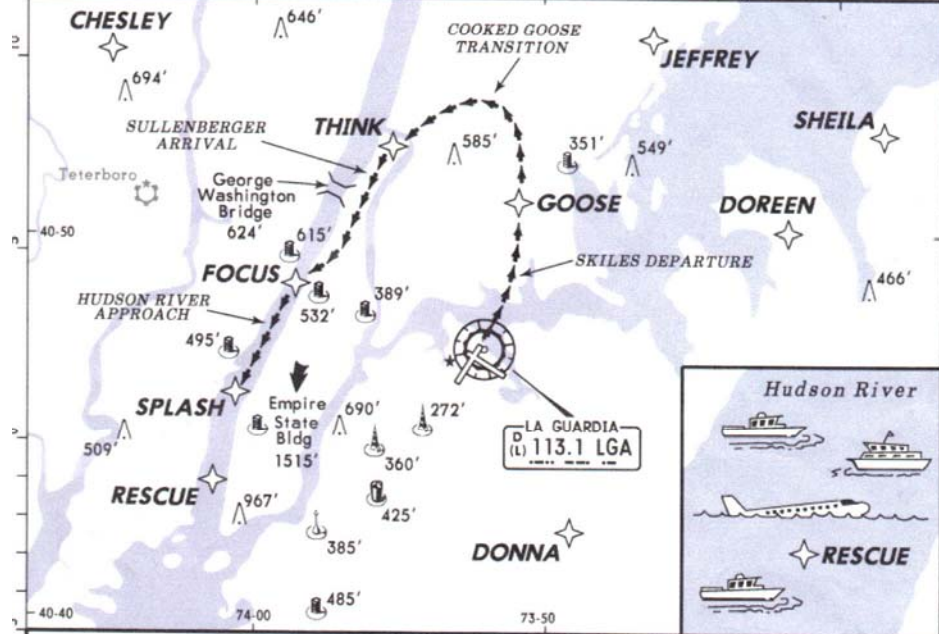 CHESLEY
646'
COOKED GOOSE
TRANSITION
JEFFREY
694'
SULLENBERGER
ARRIVAL
THINK
585'
351'
549'
SHEILA
Teterboro
George
Washington
Bridge
624'
GOOSE
DOREEN
40-50
615'
FOCUS
SKILES DEPARTURE
532'
389'
466'
HUDSON RIVER
APPROACH
495'
SPLASH
Empire
State
Bldg
1515'
690'
272'
LA GUARDIA
D
(L) 113.1 LGA
509'
360'
RESCUE
967'
425'
385'
DONNA
485'
40-40
74-00
73-50
Hudson River
RESCUE